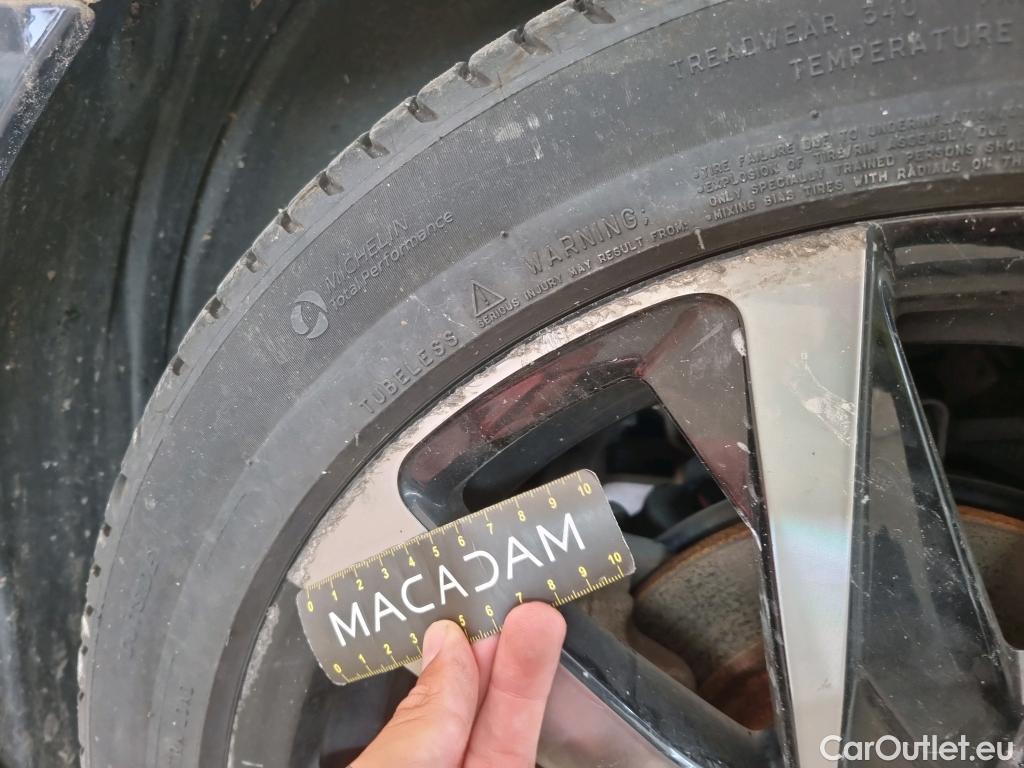 TREADWEAR 540
TEMPERATURE
•TIRE FAILURE DUE TO UNDERINFLATION
•EXPLOSION OF TIRE/RIM ASSEMBLY DUE
ONLY SPECIALLY TRAINED PERSONS SHOUL
•MIXING BIAS TIRES WITH RADIALS ON TH
MICHELIN
Total Performance
WARNING:
SERIOUS INJURY MAY RESULT FROM:
TUBELESS
0 1 2 3 4 5 6 7 8 9 10
MACADAM
0 1 2 3 5 6 7 8 9 10
CarOutlet.eu